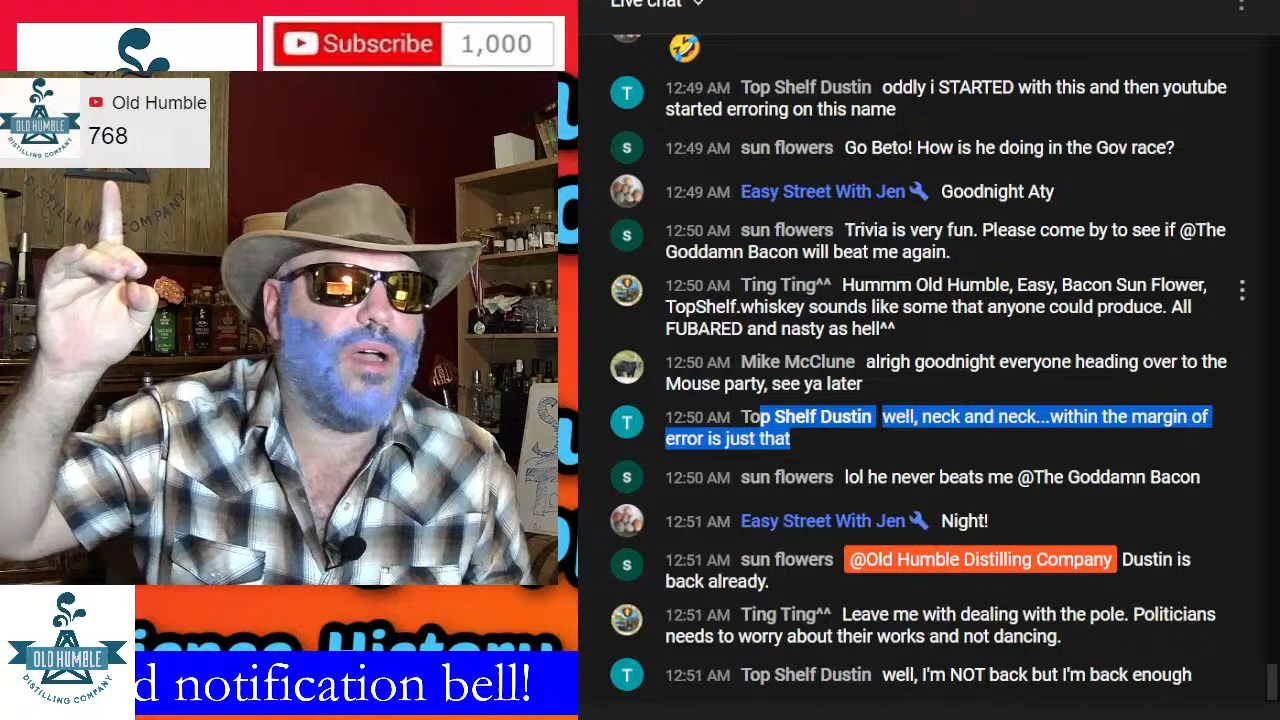 Subscribe 1,000
Old Humble
768
OLD HUMBLE
DISTILLING COMPANY
DISTILLING COMPANY
OLD HUMBLE
DISTILLING COMPANY
ience History
d notification bell!
Live chat
12:49 AM Top Shelf Dustin oddly i STARTED with this and then youtube
started erroring on this name
12:49 AM sun flowers Go Beto! How is he doing in the Gov race?
12:49 AM Easy Street With Jen Goodnight Aty
12:50 AM sun flowers Trivia is very fun. Please come by to see if @The
Goddamn Bacon will beat me again.
12:50 AM Ting Ting^^ Hummm Old Humble, Easy, Bacon Sun Flower,
TopShelf.whiskey sounds like some that anyone could produce. All
FUBARED and nasty as hell^^
12:50 AM Mike McClune alrigh goodnight everyone heading over to the
Mouse party, see ya later
12:50 AM Top Shelf Dustin well, neck and neck...within the margin of
error is just that
12:50 AM sun flowers lol he never beats me @The Goddamn Bacon
12:51 AM Easy Street With Jen Night!
12:51 AM sun flowers @Old Humble Distilling Company Dustin is
back already.
12:51 AM Ting Ting^^ Leave me with dealing with the pole. Politicians
needs to worry about their works and not dancing.
12:51 AM Top Shelf Dustin well, I'm NOT back but I'm back enough